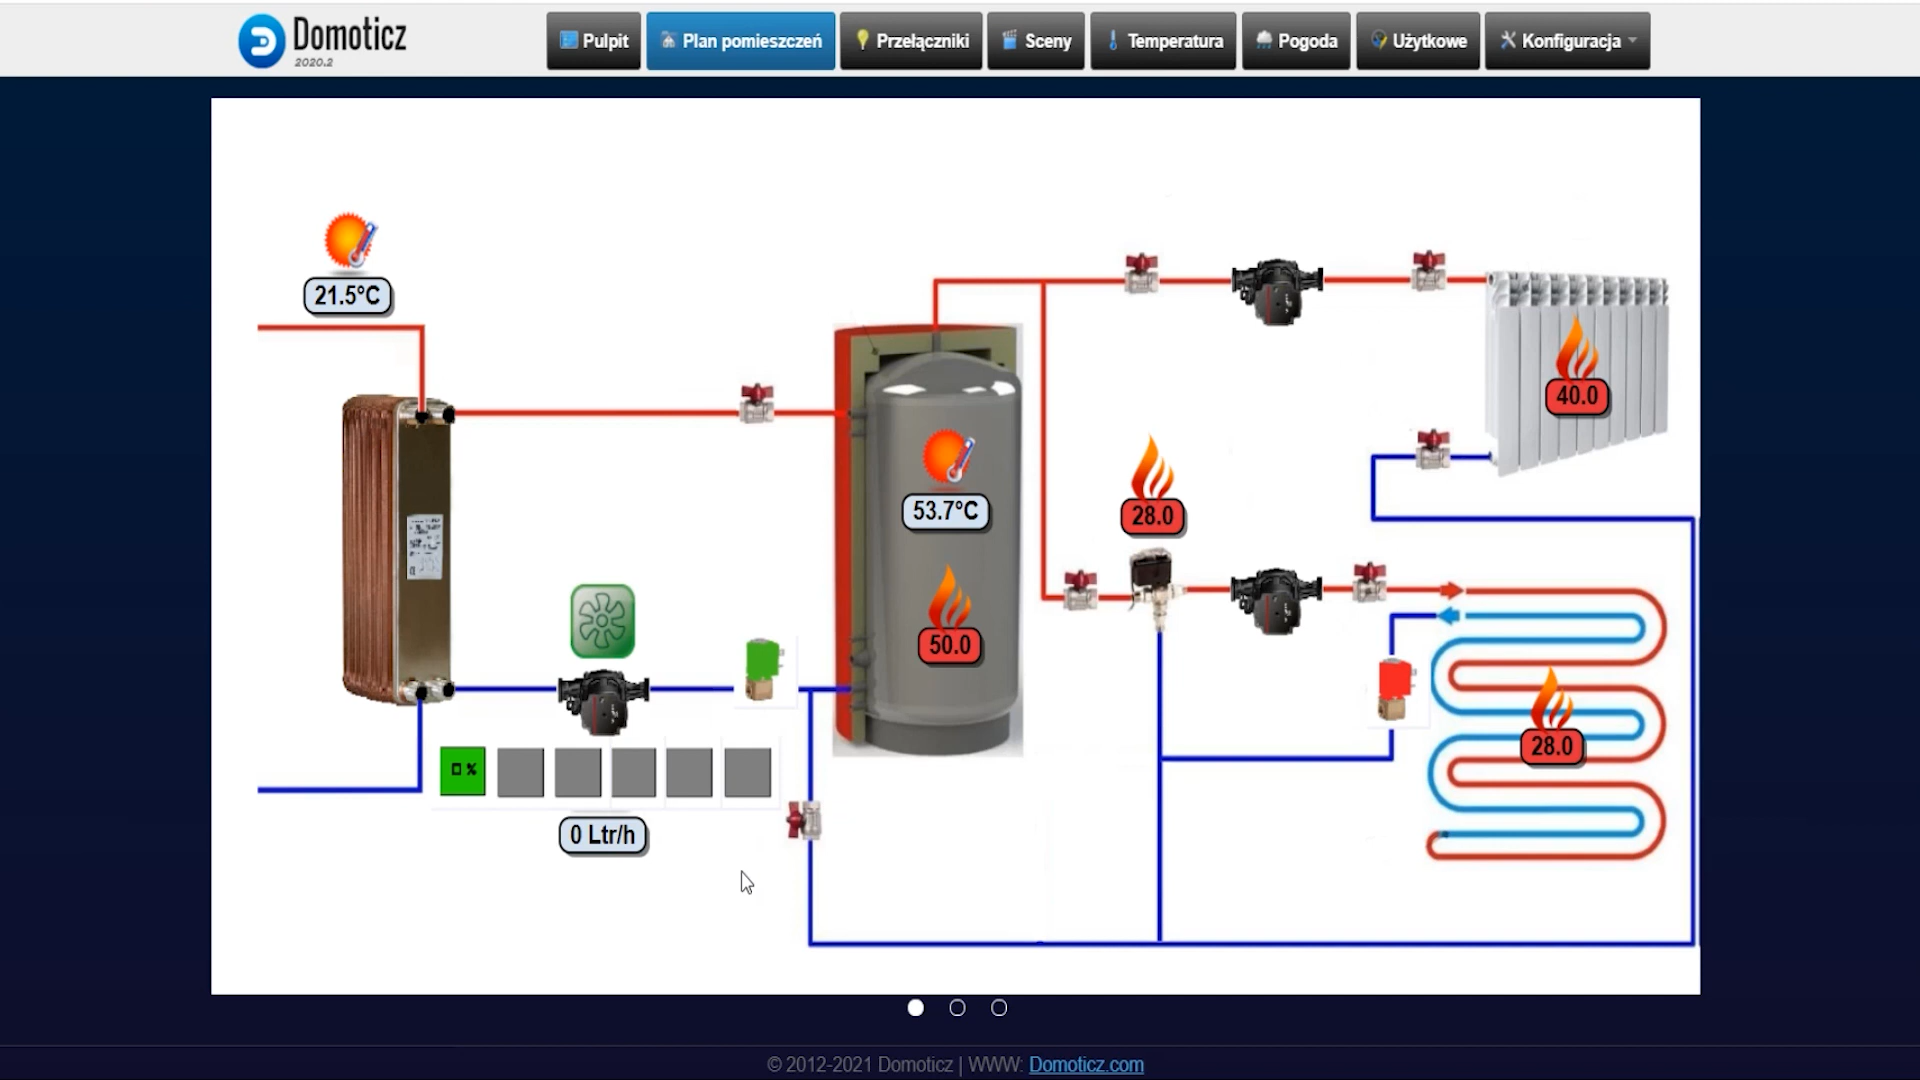 Domoticz
2020.2
Pulpit
Plan pomieszczeń
Przełączniki
Sceny
Temperatura
Pogoda
Użytkowe
Konfiguracja
21.5°C
40.0
53.7°C
28.0
50.0
28.0
0 Ltr/h
© 2012-2021 Domoticz | WWW: Domoticz.com